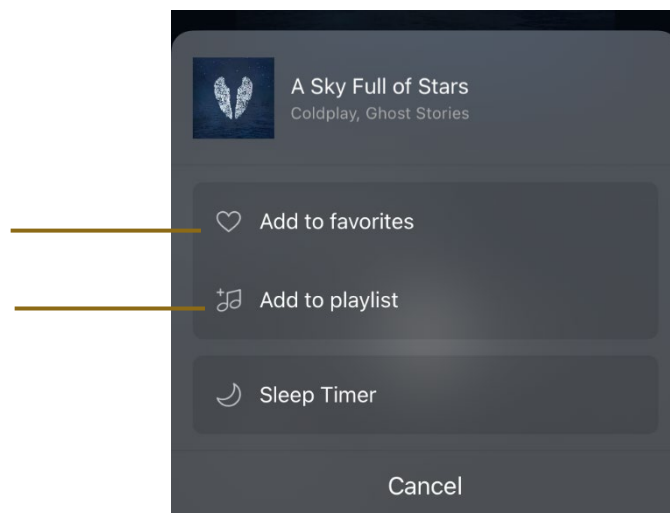 A Sky Full of Stars
Coldplay, Ghost Stories
Add to favorites
Add to playlist
Sleep Timer
Cancel